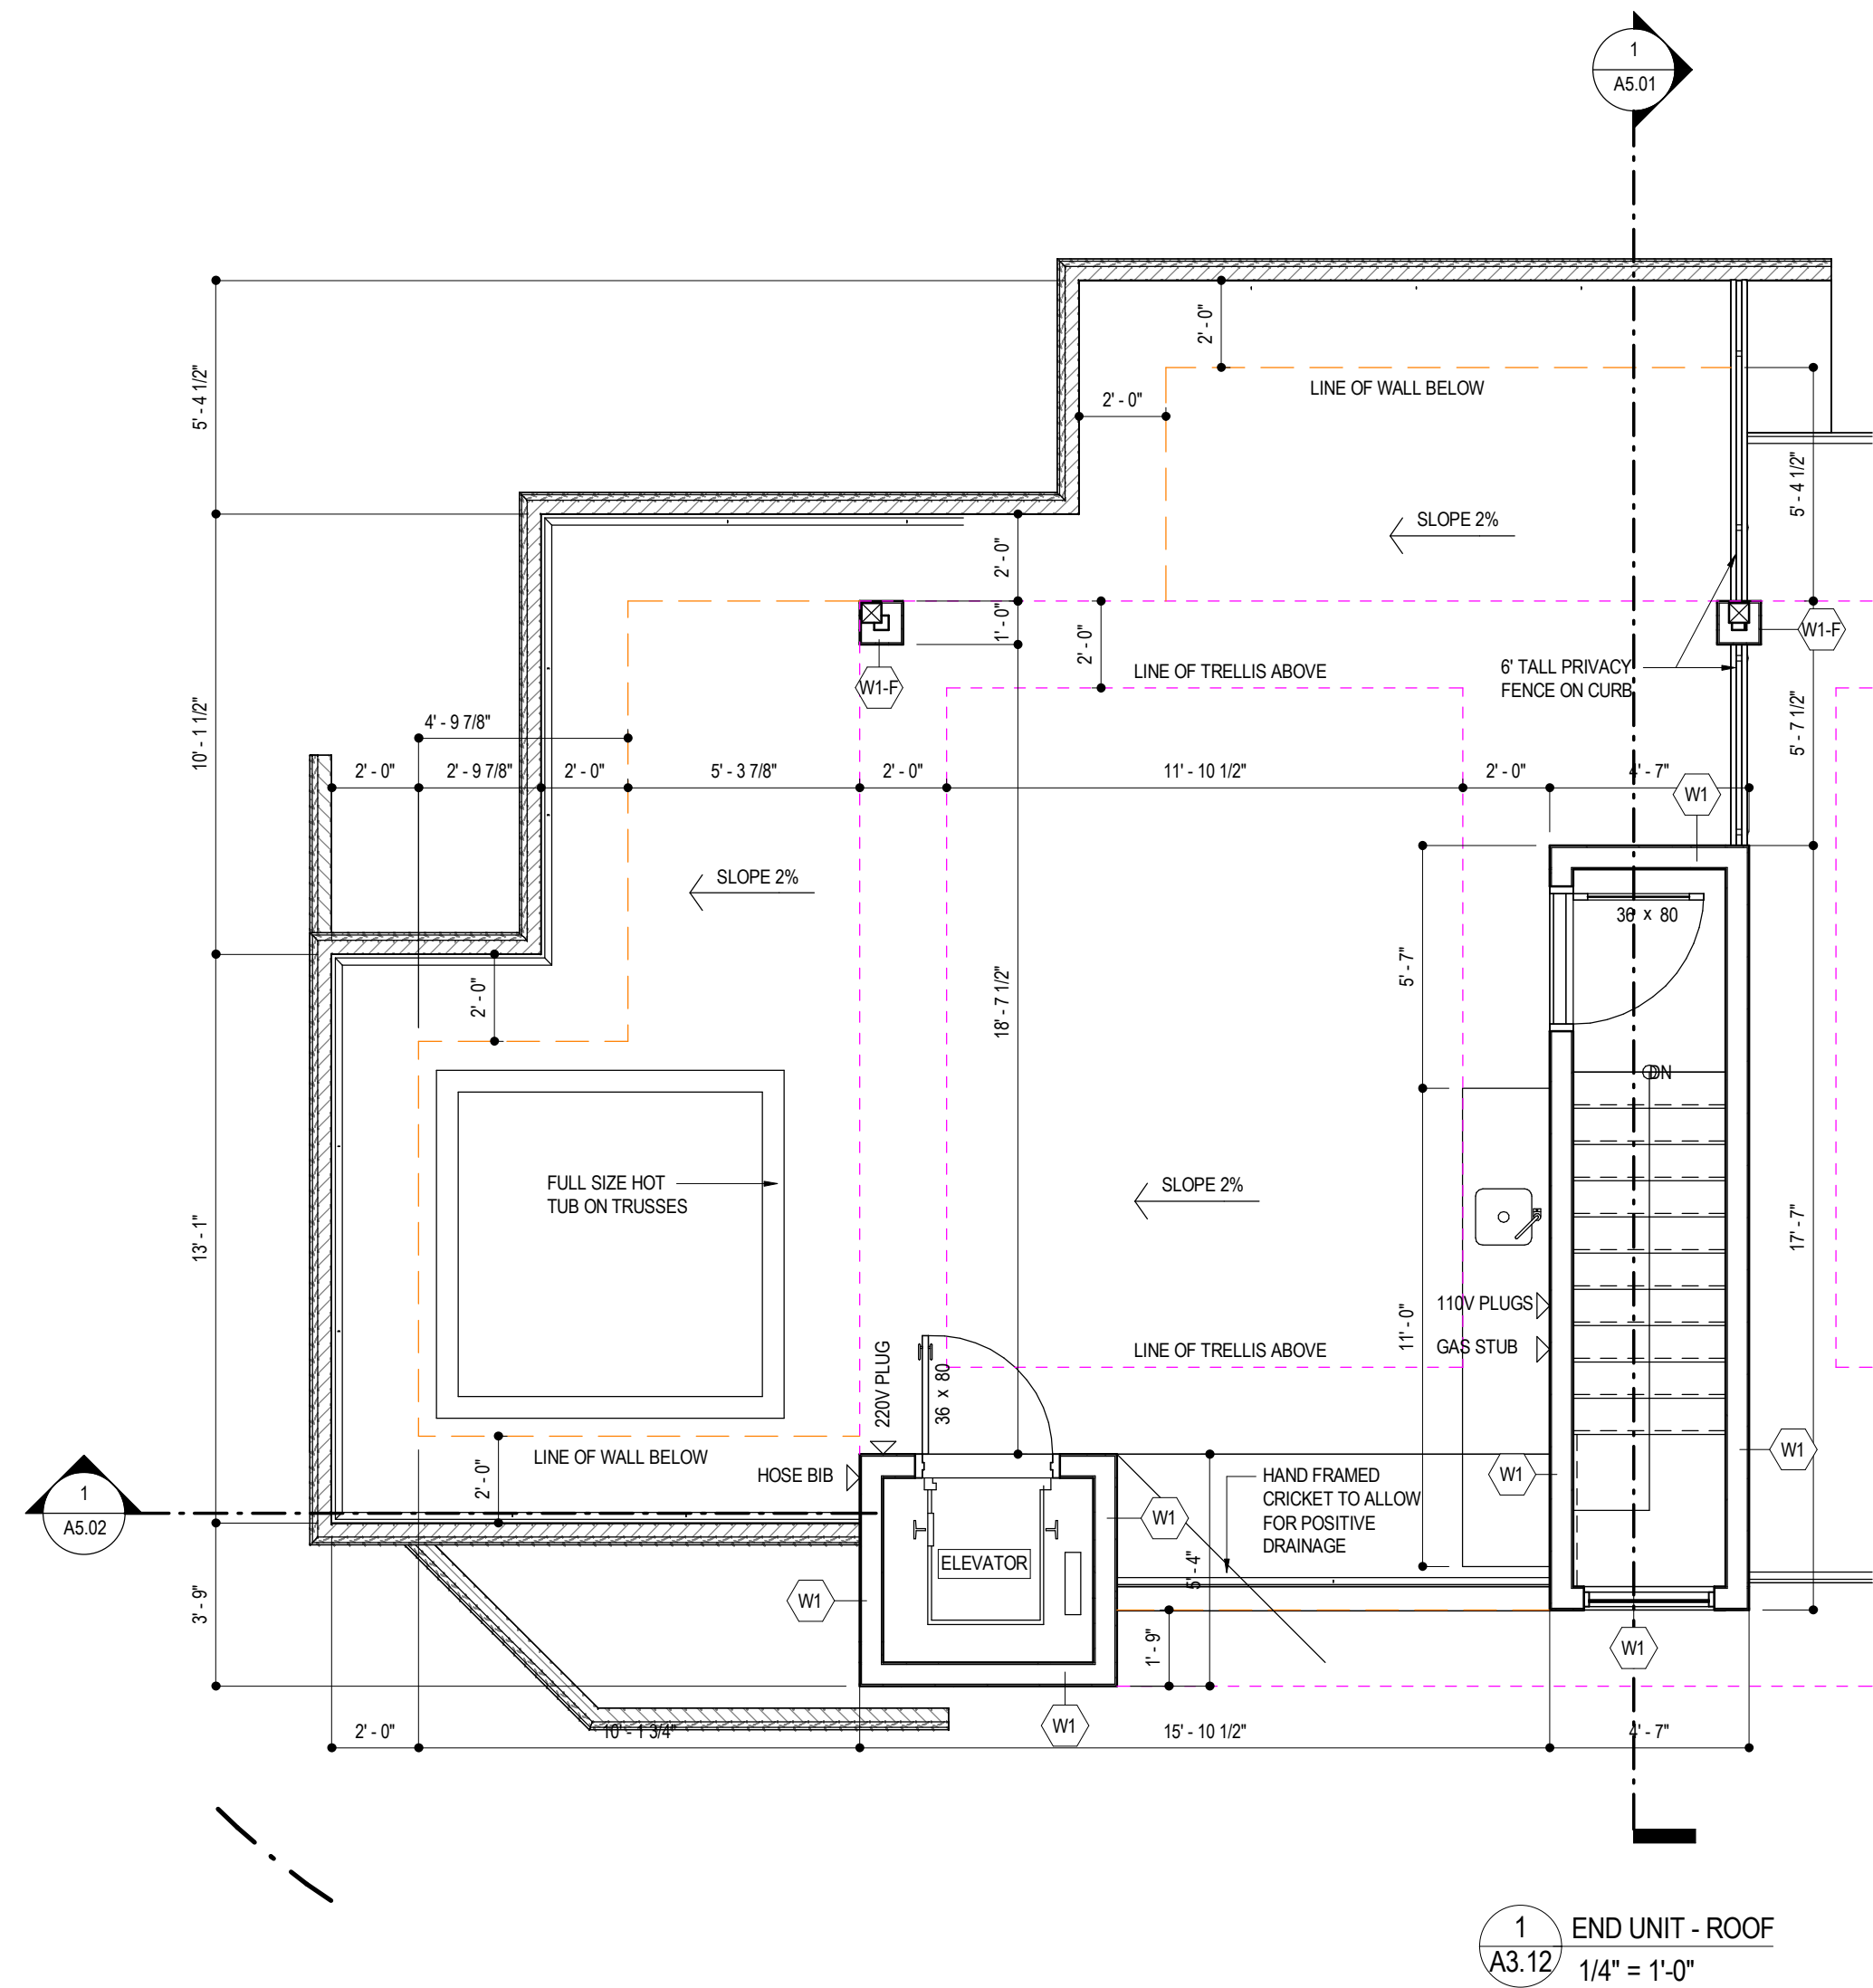 1
A5.01
2' - 0"
LINE OF WALL BELOW
2' - 0"
5' - 4 1/2"
5' - 4 1/2"
SLOPE 2%
2' - 0"
1' - 0"
2' - 0"
W1-F
W1-F
LINE OF TRELLIS ABOVE
6' TALL PRIVACY
FENCE ON CURB
10' - 1 1/2"
5' - 7 1/2"
4' - 9 7/8"
2' - 0"
2' - 9 7/8"
2' - 0"
5' - 3 7/8"
2' - 0"
11' - 10 1/2"
2' - 0"
4' - 7"
W1
SLOPE 2%
36 x 80
5' - 7"
2' - 0"
18' - 7 1/2"
DN
FULL SIZE HOT
TUB ON TRUSSES
SLOPE 2%
13' - 1"
17' - 7"
110V PLUGS
11' - 0"
GAS STUB
LINE OF TRELLIS ABOVE
220V PLUG
36 x 80
LINE OF WALL BELOW
HOSE BIB
2' - 0"
HAND FRAMED
CRICKET TO ALLOW
FOR POSITIVE
DRAINAGE
W1
W1
W1
1
A5.02
ELEVATOR
5' - 4"
3' - 9"
W1
1' - 9"
W1
W1
2' - 0"
10' - 1 3/4"
15' - 10 1/2"
4' - 7"
1
A3.12
END UNIT - ROOF
1/4" = 1'-0"